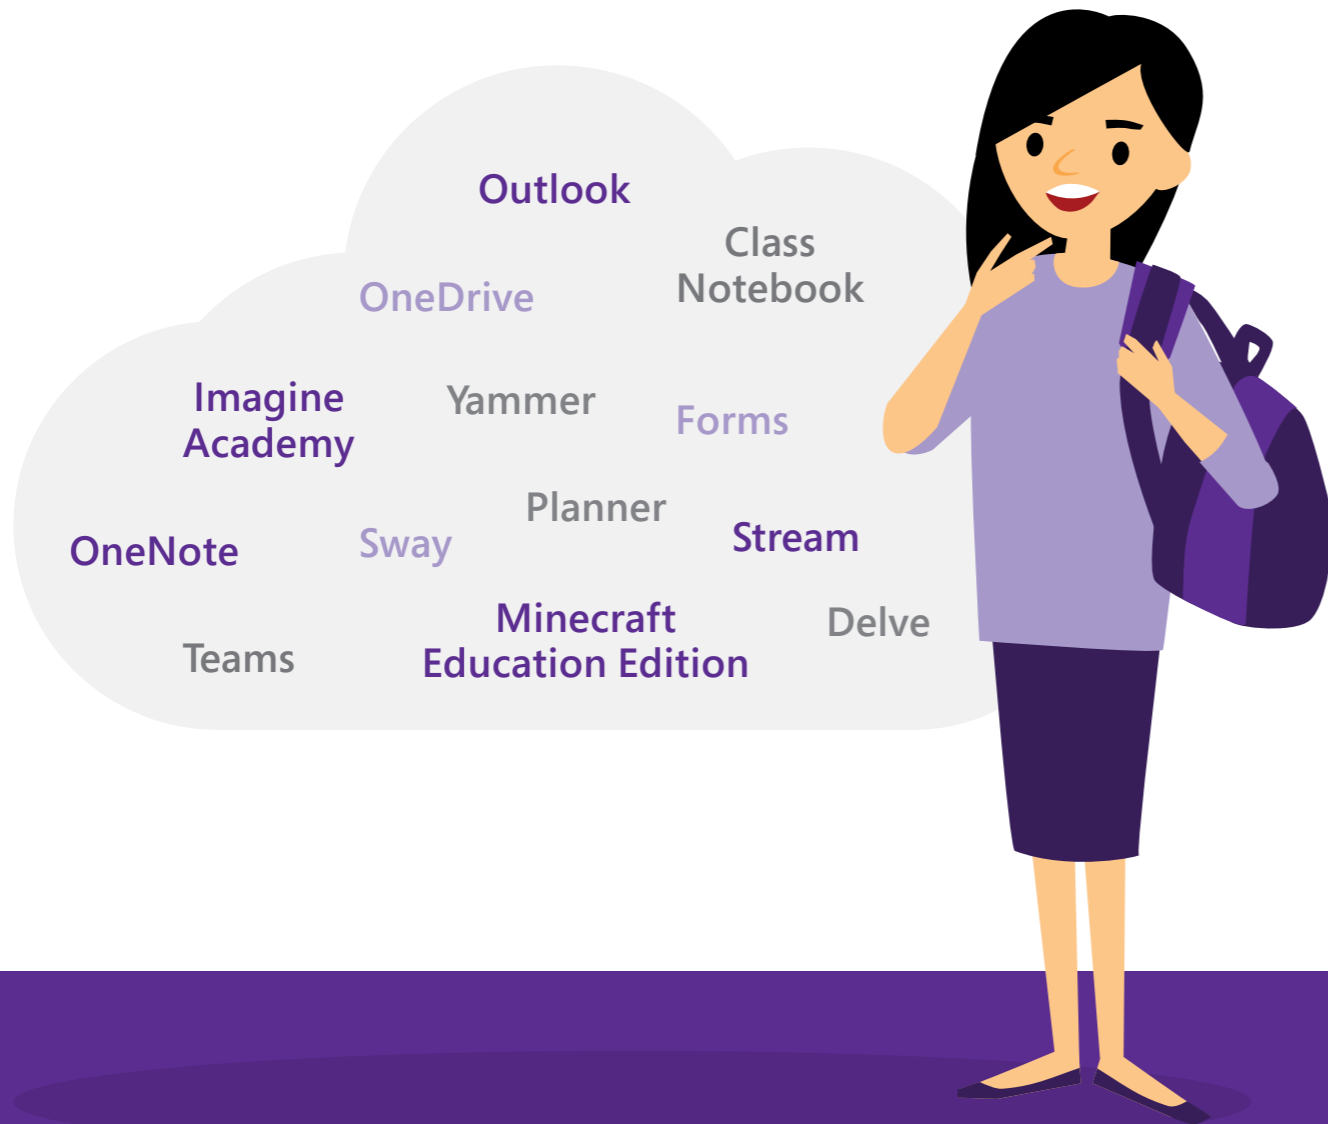 Outlook
Class
Notebook
OneDrive
Imagine
Academy
Yammer
Forms
Planner
Stream
OneNote
Sway
Minecraft
Education Edition
Delve
Teams